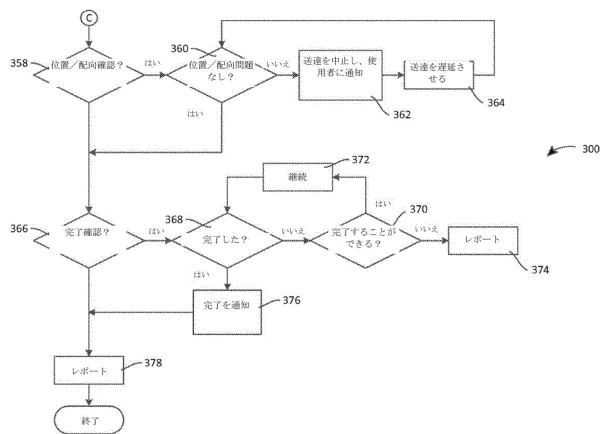 C
358
位置／配向確認？
はい
360
位置／配向問題
なし？
いいえ
送達を中止し、使
用者に通知
362
送達を遅延さ
せる
364
はい
300
372
継続
366
完了確認？
はい
368
完了した？
いいえ
はい
370
完了することが
できる？
いいえ
レポート
374
はい
完了を通知
376
レポート
378
終了